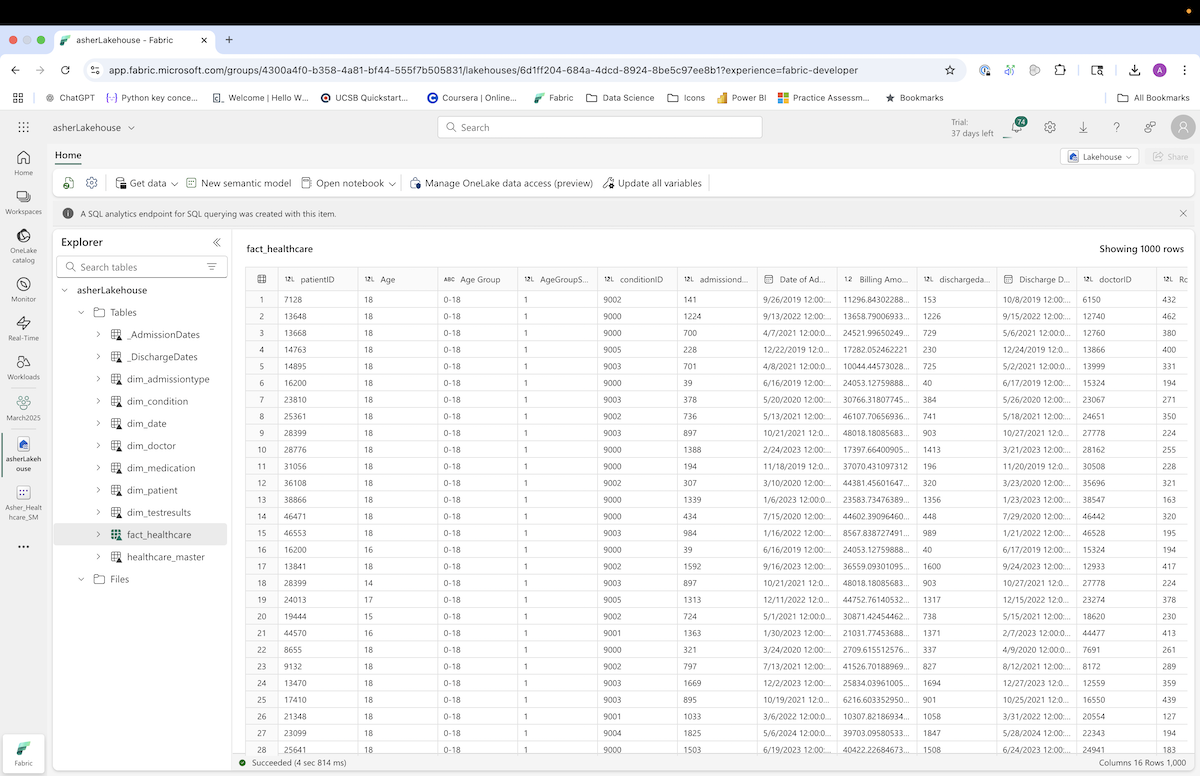 asherLakehouse - Fabric
app.fabric.microsoft.com/groups/4300a4f0-b358-4a81-bf44-555f7b505831/lakehouses/6d1ff204-684a-4dcd-8924-8be5c97ee8b1?experience=fabric-developer
A
ChatGPT Python key conce... Welcome | Hello W... UCSB Quickstart... Coursera | Online... Fabric Data Science Icons Power BI Practice Assessm... Bookmarks All Bookmarks
asherLakehouse Search Trial: 37 days left 74
Home
Workspaces
OneLake catalog
Monitor
Real-Time
Workloads
March2025
asherLakeh ouse
Asher_Healt hcare_SM
Fabric
Home Lakehouse Share
Get data New semantic model Open notebook Manage OneLake data access (preview) Update all variables
A SQL analytics endpoint for SQL querying was created with this item.
Explorer
Search tables
asherLakehouse
Tables
_AdmissionDates
_DischargeDates
dim_admissiontype
dim_condition
dim_date
dim_doctor
dim_medication
dim_patient
dim_testresults
fact_healthcare
healthcare_master
Files
fact_healthcare Showing 1000 rows
12L patientID 12L Age ABC Age Group 12L AgeGroupS... 12L conditionID 12L admissiond... Date of Ad... 12 Billing Amo... 12L dischargeda... Discharge D... 12L doctorID 12L Ro
1 7128 18 0-18 1 9002 141 9/26/2019 12:00:... 11296.84302288... 153 10/8/2019 12:00:... 6150 432
2 13648 18 0-18 1 9000 1224 9/13/2022 12:00:... 13658.79006933... 1226 9/15/2022 12:00:... 12740 462
3 13668 18 0-18 1 9000 700 4/7/2021 12:00:0... 24521.99650249... 729 5/6/2021 12:00:0... 12760 380
4 14763 18 0-18 1 9005 228 12/22/2019 12:0... 17282.052462221 230 12/24/2019 12:0... 13866 400
5 14895 18 0-18 1 9003 701 4/8/2021 12:00:0... 10044.44573028... 725 5/2/2021 12:00:0... 13999 331
6 16200 18 0-18 1 9000 39 6/16/2019 12:00:... 24053.12759888... 40 6/17/2019 12:00:... 15324 194
7 23810 18 0-18 1 9003 378 5/20/2020 12:00:... 30766.31807745... 384 5/26/2020 12:00:... 23067 271
8 25361 18 0-18 1 9002 736 5/13/2021 12:00:... 46107.70656936... 741 5/18/2021 12:00:... 24651 350
9 28399 18 0-18 1 9003 897 10/21/2021 12:0... 48018.18085683... 903 10/27/2021 12:0... 27778 224
10 28776 18 0-18 1 9000 1388 2/24/2023 12:00:... 17397.66400905... 1413 3/21/2023 12:00:... 28162 255
11 31056 18 0-18 1 9000 194 11/18/2019 12:0... 37070.431097312 196 11/20/2019 12:0... 30508 228
12 36108 18 0-18 1 9002 307 3/10/2020 12:00:... 44381.45601647... 320 3/23/2020 12:00:... 35696 321
13 38866 18 0-18 1 9000 1339 1/6/2023 12:00:0... 23583.73476389... 1356 1/23/2023 12:00:... 38547 163
14 46471 18 0-18 1 9000 434 7/15/2020 12:00:... 44602.39096460... 448 7/29/2020 12:00:... 46442 320
15 46553 18 0-18 1 9003 984 1/16/2022 12:00:... 8567.838727491... 989 1/21/2022 12:00:... 46528 195
16 16200 16 0-18 1 9000 39 6/16/2019 12:00:... 24053.12759888... 40 6/17/2019 12:00:... 15324 194
17 13841 18 0-18 1 9002 1592 9/16/2023 12:00:... 36559.09301095... 1600 9/24/2023 12:00:... 12933 417
18 28399 14 0-18 1 9003 897 10/21/2021 12:0... 48018.18085683... 903 10/27/2021 12:0... 27778 224
19 24013 17 0-18 1 9005 1313 12/11/2022 12:0... 44752.76140532... 1317 12/15/2022 12:0... 23274 378
20 19444 15 0-18 1 9002 724 5/1/2021 12:00:0... 30871.42454462... 738 5/15/2021 12:00:... 18620 230
21 44570 16 0-18 1 9001 1363 1/30/2023 12:00:... 21031.77453688... 1371 2/7/2023 12:00:0... 44477 413
22 8655 18 0-18 1 9000 321 3/24/2020 12:00:... 2709.615512576... 337 4/9/2020 12:00:0... 7691 261
23 9132 18 0-18 1 9002 797 7/13/2021 12:00:... 41526.70188969... 827 8/12/2021 12:00:... 8172 289
24 13470 18 0-18 1 9003 1669 12/2/2023 12:00:... 25834.03961005... 1694 12/27/2023 12:0... 12559 359
25 17410 18 0-18 1 9003 895 10/19/2021 12:0... 6216.603352950... 901 10/25/2021 12:0... 16550 439
26 21348 18 0-18 1 9001 1033 3/6/2022 12:00:0... 10307.82186934... 1058 3/31/2022 12:00:... 20554 127
27 23099 18 0-18 1 9004 1825 5/6/2024 12:00:0... 39703.09580533... 1847 5/28/2024 12:00:... 22343 194
28 25641 18 0-18 1 9000 1503 6/19/2023 12:00:... 40422.22684673... 1508 6/24/2023 12:00:... 24941 183
Succeeded (4 sec 814 ms) Columns 16 Rows 1,000